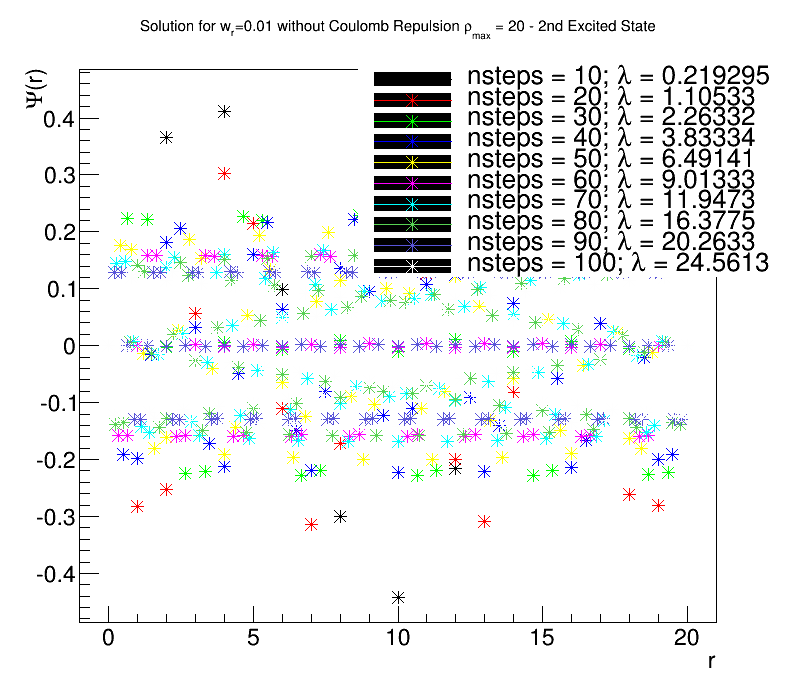 Solution for wr=0.01 without Coulomb Repulsion ρmax = 20 - 2nd Excited State
Ψ(r)
nsteps = 10; λ = 0.219295
nsteps = 20; λ = 1.10533
nsteps = 30; λ = 2.26332
nsteps = 40; λ = 3.83334
nsteps = 50; λ = 6.49141
nsteps = 60; λ = 9.01333
nsteps = 70; λ = 11.9473
nsteps = 80; λ = 16.3775
nsteps = 90; λ = 20.2633
nsteps = 100; λ = 24.5613
0.4
0.3
0.2
0.1
0
-0.1
-0.2
-0.3
-0.4
0 5 10 15 20
r